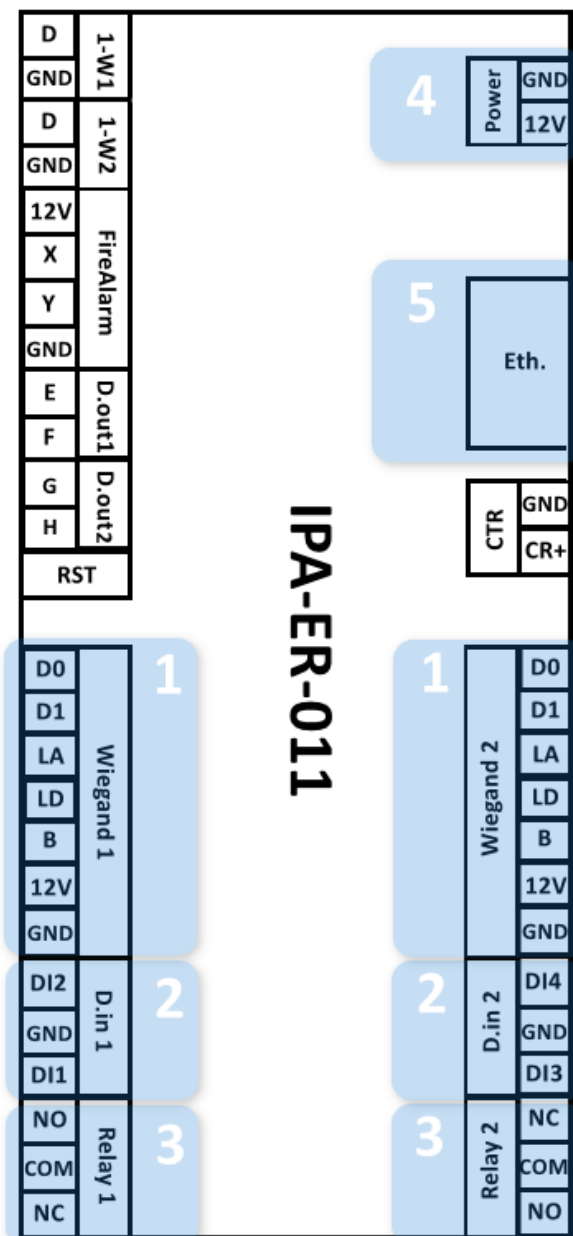 D
GND
1-W1
D
GND
1-W2
12V
X
Y
GND
FireAlarm
E
F
D.out1
G
H
D.out2
RST
1
D0
D1
LA
LD
B
12V
GND
Wiegand 1
2
DI2
GND
DI1
D.in 1
3
NO
COM
NC
Relay 1
IPA-ER-011
4
Power
GND
12V
5
Eth.
CTR
GND
CR+
1
Wiegand 2
D0
D1
LA
LD
B
12V
GND
2
D.in 2
DI4
GND
DI3
3
Relay 2
NC
COM
NO